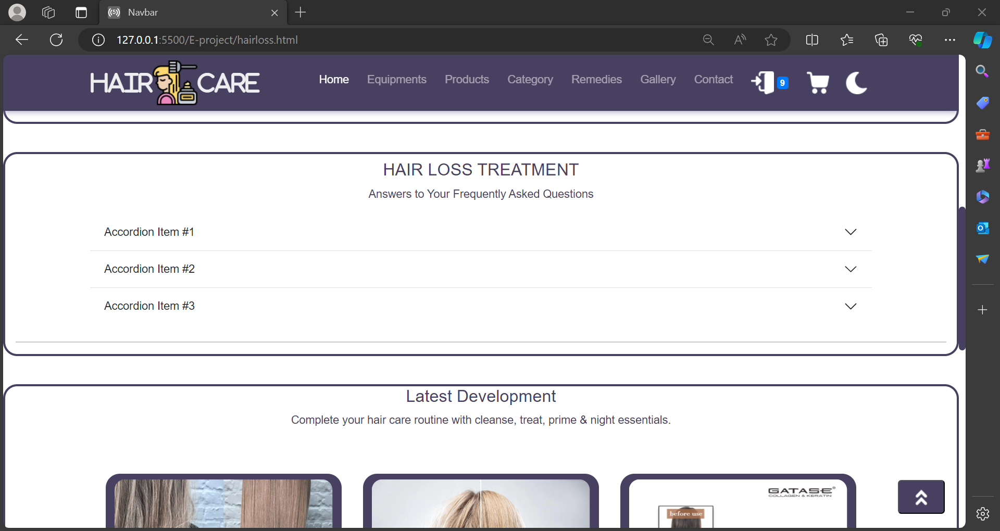 Navbar
127.0.0.1:5500/E-project/hairloss.html
HAIR CARE
Home
Equipments
Products
Category
Remedies
Gallery
Contact
9
HAIR LOSS TREATMENT
Answers to Your Frequently Asked Questions
Accordion Item #1
Accordion Item #2
Accordion Item #3
Latest Development
Complete your hair care routine with cleanse, treat, prime & night essentials.
GATASE
COLLAGEN & KERATIN
before use